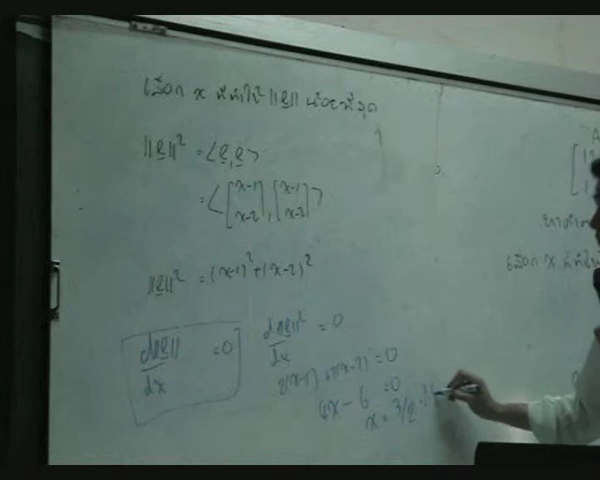 เลือก x ที่ทำให้ ||e|| น้อยที่สุด
||e||² = <e, e>
= <[x-1 x-2], [x-1 x-2]>
||e||² = (x-1)² + (x-2)²
d||e||/dx = 0
d||e||²/dx = 0
2(x-1) + 2(x-2) = 0
4x - 6 = 0
x = 3/2
เลือก x ที่ทำให้